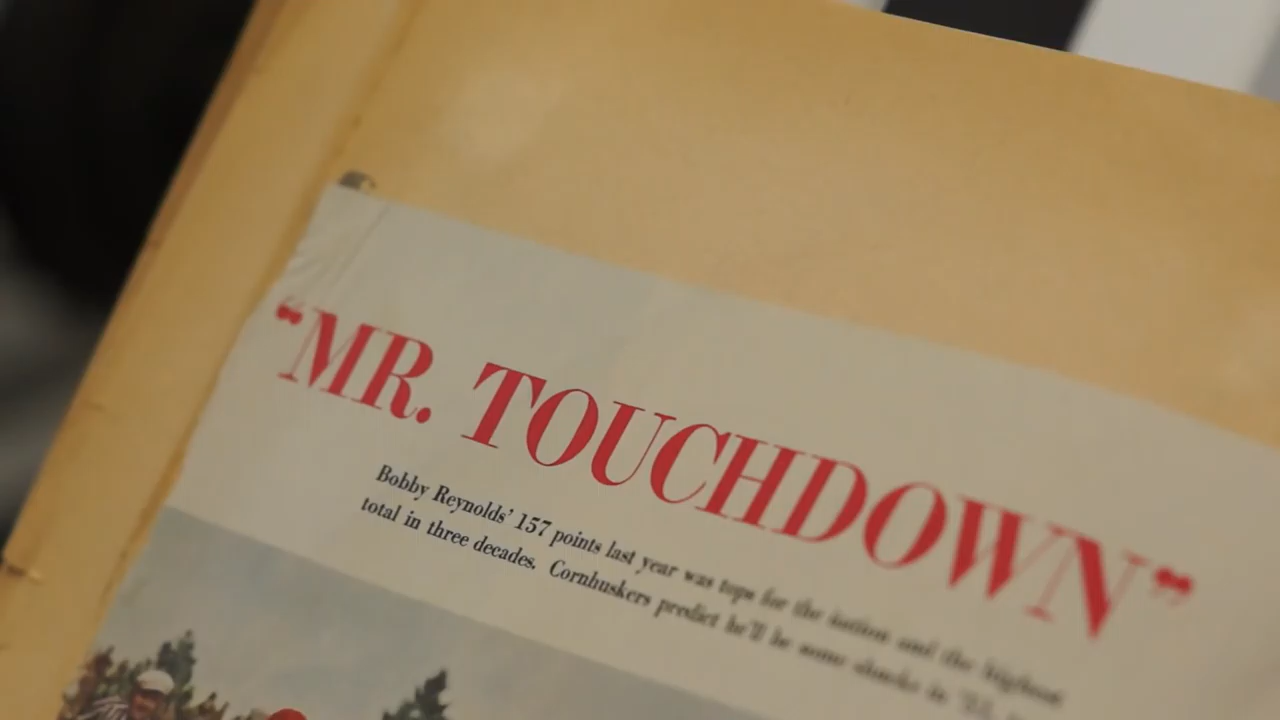 “MR. TOUCHDOWN”
Bobby Reynolds’ 157 points last year was tops for the nation and the highest
total in three decades. Cornhuskers predict he’ll be some shucks in ’51,